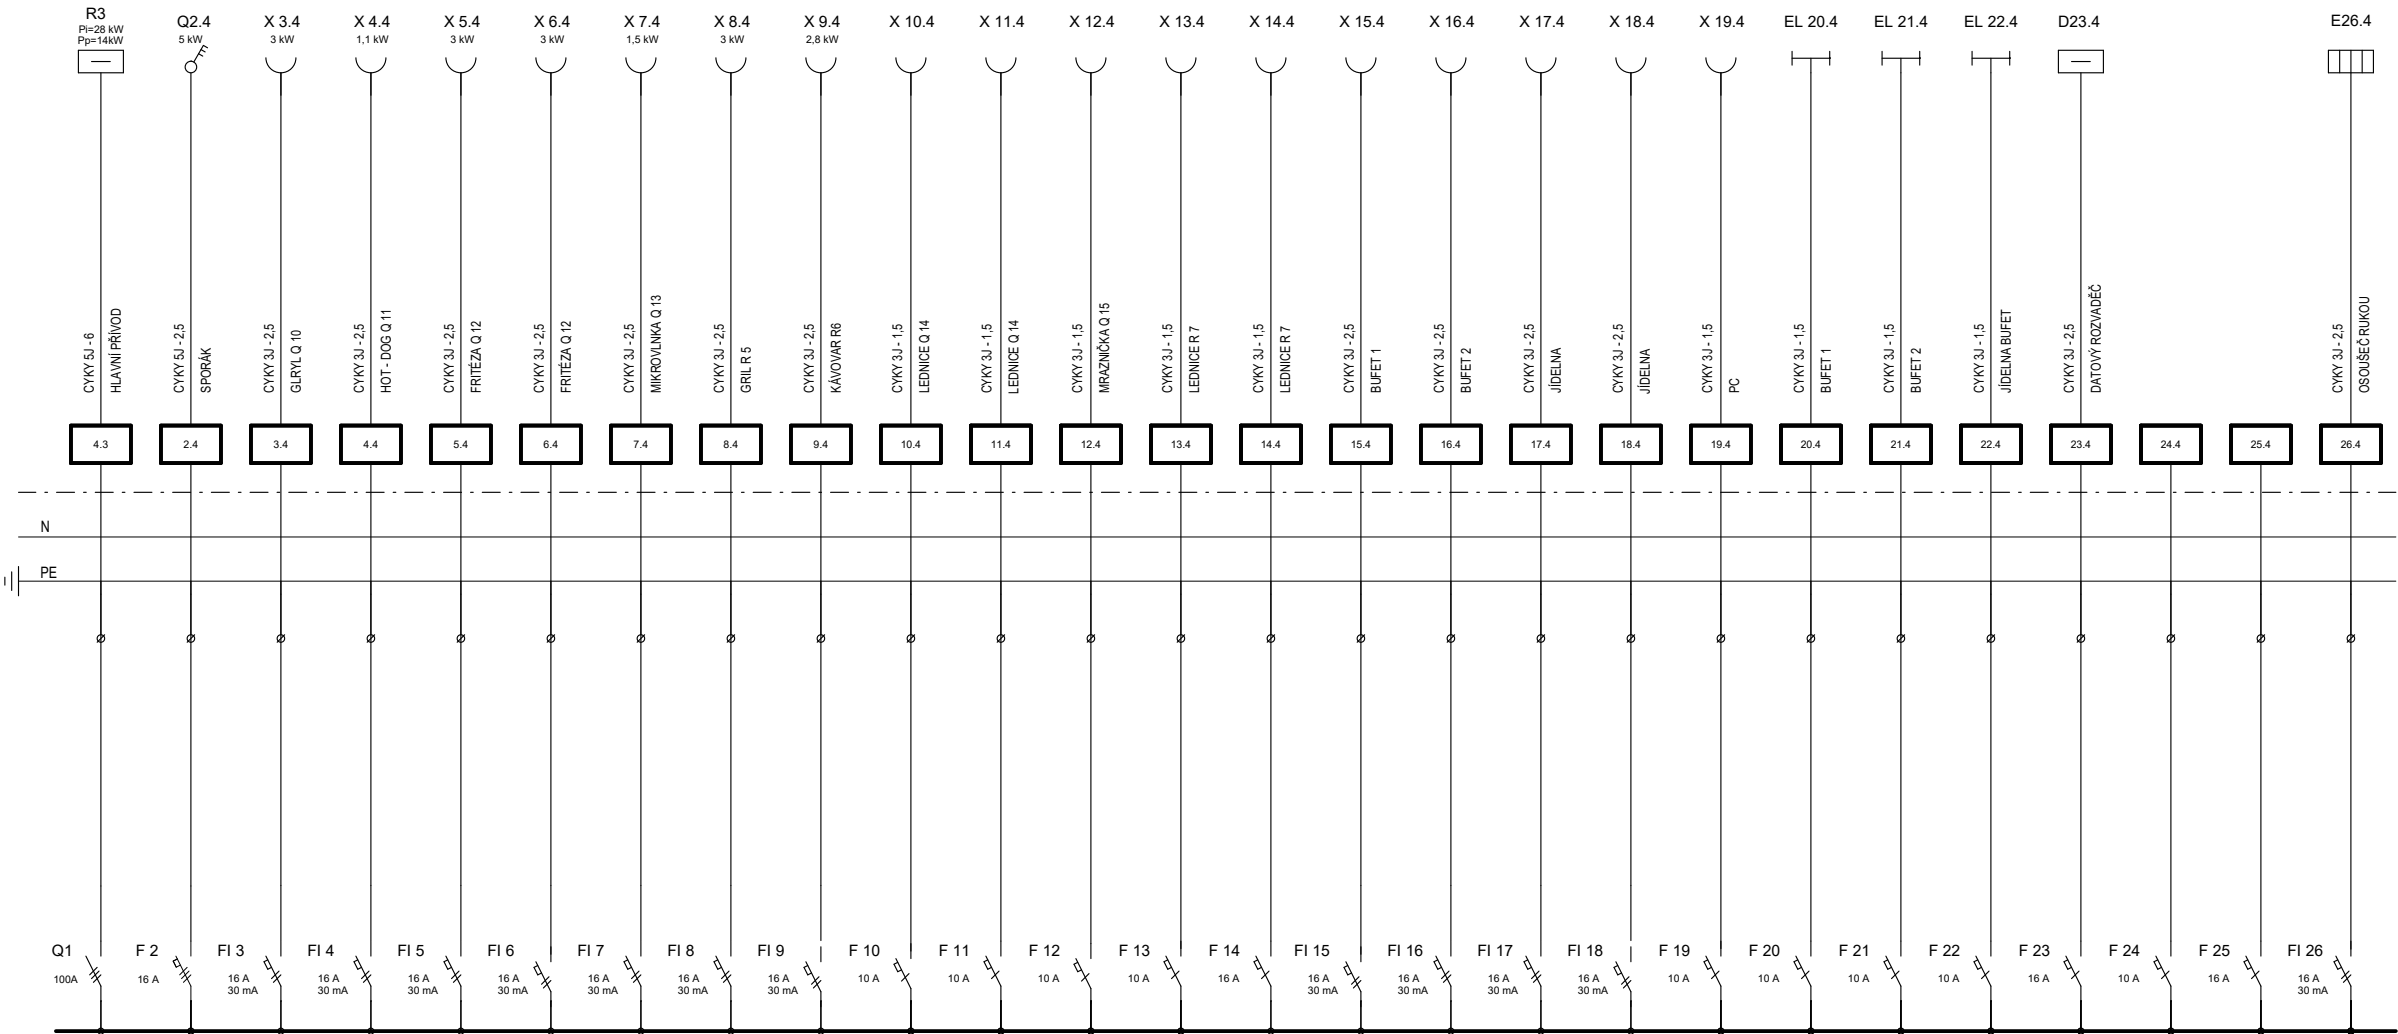 R3
Pi=28 kW
Pp=14kW
Q2.4
5 kW
X 3.4
3 kW
X 4.4
1,1 kW
X 5.4
3 kW
X 6.4
3 kW
X 7.4
1,5 kW
X 8.4
3 kW
X 9.4
2,8 kW
X 10.4
X 11.4
X 12.4
X 13.4
X 14.4
X 15.4
X 16.4
X 17.4
X 18.4
X 19.4
EL 20.4
EL 21.4
EL 22.4
D23.4
E26.4
CYKY 5J - 6
HLAVNÍ PŘÍVOD
CYKY 5J - 2,5
SPORÁK
CYKY 3J - 2,5
GLRYL Q 10
CYKY 3J - 2,5
HOT - DOG Q 11
CYKY 3J - 2,5
FRITÉZA Q 12
CYKY 3J - 2,5
FRITÉZA Q 12
CYKY 3J - 2,5
MIKROVLNKA Q 13
CYKY 3J - 2,5
GRIL R 5
CYKY 3J - 2,5
KÁVOVAR R6
CYKY 3J - 1,5
LEDNICE Q 14
CYKY 3J - 1,5
LEDNICE Q 14
CYKY 3J - 1,5
MRAZNIČKA Q 15
CYKY 3J - 1,5
LEDNICE R 7
CYKY 3J - 1,5
LEDNICE R 7
CYKY 3J - 2,5
BUFET 1
CYKY 3J - 2,5
BUFET 2
CYKY 3J - 2,5
JÍDELNA
CYKY 3J - 2,5
JÍDELNA
CYKY 3J - 1,5
PC
CYKY 3J - 1,5
BUFET 1
CYKY 3J - 1,5
BUFET 2
CYKY 3J - 1,5
JÍDELNA BUFET
CYKY 3J - 2,5
DATOVÝ ROZVADĚČ
CYKY 3J - 2,5
OSOUŠEČ RUKOU
4.3
2.4
3.4
4.4
5.4
6.4
7.4
8.4
9.4
10.4
11.4
12.4
13.4
14.4
15.4
16.4
17.4
18.4
19.4
20.4
21.4
22.4
23.4
24.4
25.4
26.4
N
PE
Q1
100A
F 2
16 A
FI 3
16 A
30 mA
FI 4
16 A
30 mA
FI 5
16 A
30 mA
FI 6
16 A
30 mA
FI 7
16 A
30 mA
FI 8
16 A
30 mA
FI 9
16 A
30 mA
F 10
10 A
F 11
10 A
F 12
10 A
F 13
10 A
F 14
16 A
FI 15
16 A
30 mA
FI 16
16 A
30 mA
FI 17
16 A
30 mA
FI 18
16 A
30 mA
F 19
10 A
F 20
10 A
F 21
10 A
F 22
10 A
F 23
16 A
F 24
10 A
F 25
16 A
FI 26
16 A
30 mA